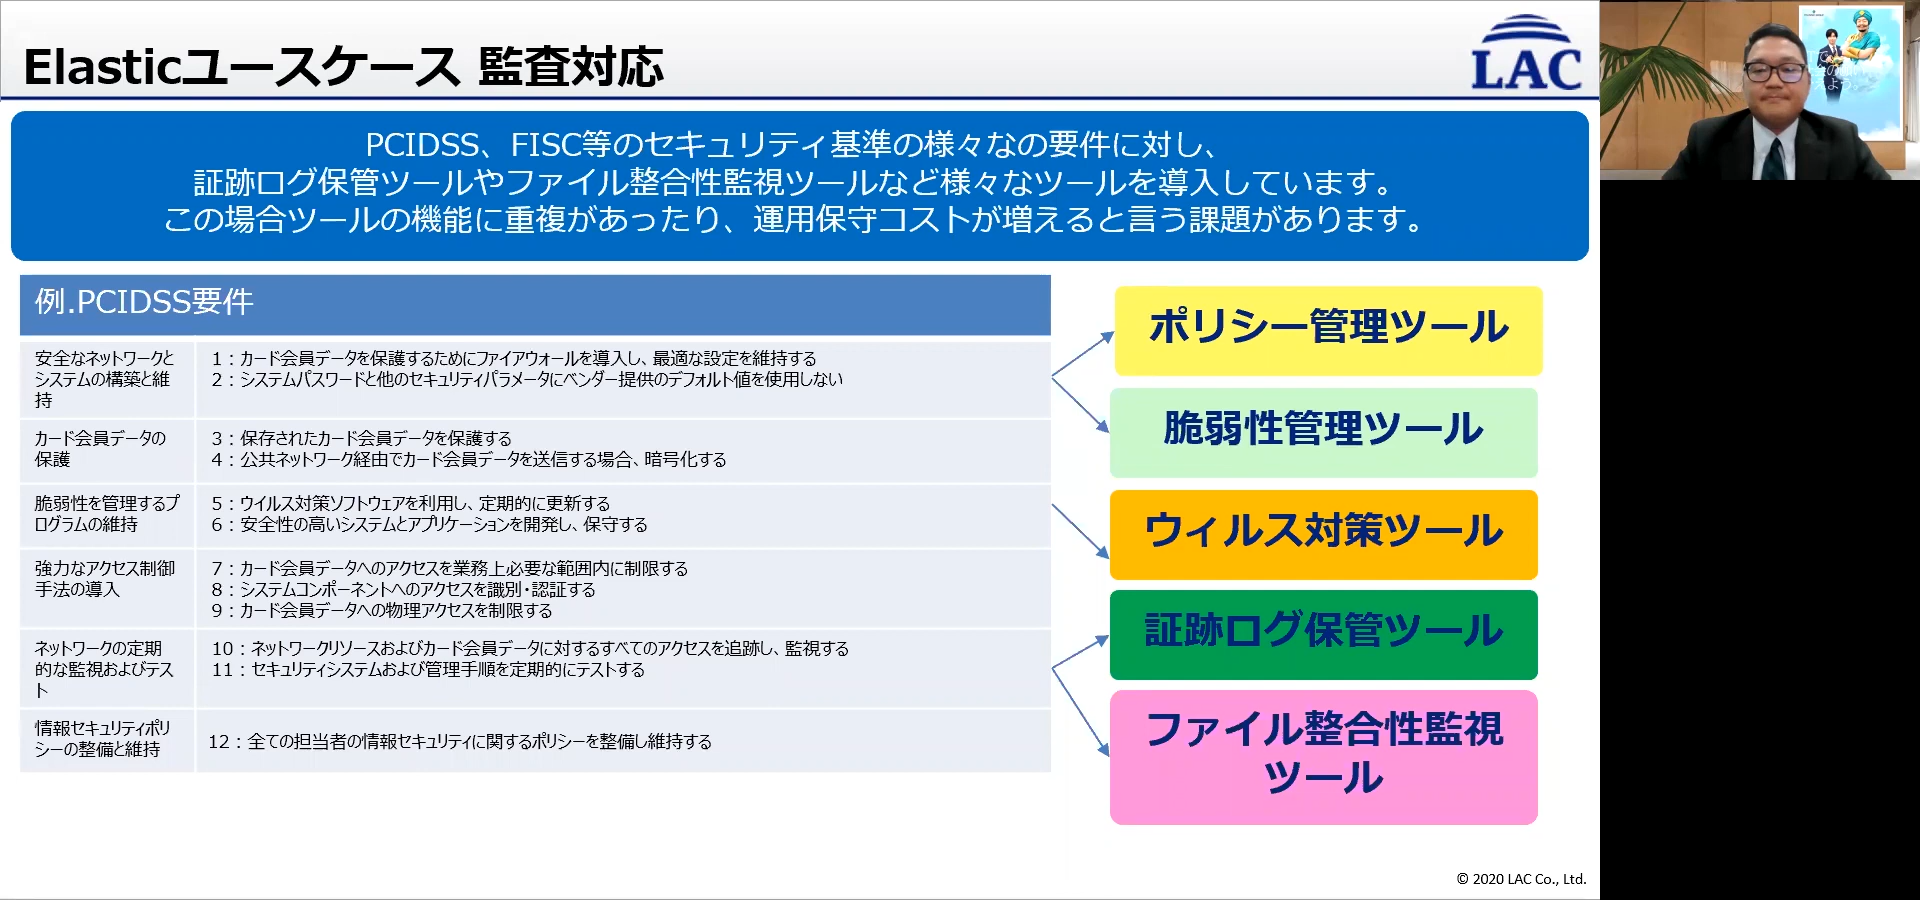 Elasticユースケース 監査対応
LAC
PCIDSS、FISC等のセキュリティ基準の様々なの要件に対し、
証跡ログ保管ツールやファイル整合性監視ツールなど様々なツールを導入しています。
この場合ツールの機能に重複があったり、運用保守コストが増えると言う課題があります。
例.PCIDSS要件
安全なネットワークと
システムの構築と維
持
1：カード会員データを保護するためにファイアウォールを導入し、最適な設定を維持する
2：システムパスワードと他のセキュリティパラメータにベンダー提供のデフォルト値を使用しない
カード会員データの
保護
3：保存されたカード会員データを保護する
4：公共ネットワーク経由でカード会員データを送信する場合、暗号化する
脆弱性を管理するプ
ログラムの維持
5：ウイルス対策ソフトウェアを利用し、定期的に更新する
6：安全性の高いシステムとアプリケーションを開発し、保守する
強力なアクセス制御
手法の導入
7：カード会員データへのアクセスを業務上必要な範囲内に制限する
8：システムコンポーネントへのアクセスを識別・認証する
9：カード会員データへの物理アクセスを制限する
ネットワークの定期
的な監視およびテス
ト
10：ネットワークリソースおよびカード会員データに対するすべてのアクセスを追跡し、監視する
11：セキュリティシステムおよび管理手順を定期的にテストする
情報セキュリティポリ
シーの整備と維持
12：全ての担当者の情報セキュリティに関するポリシーを整備し維持する
ポリシー管理ツール
脆弱性管理ツール
ウィルス対策ツール
証跡ログ保管ツール
ファイル整合性監視
ツール
© 2020 LAC Co., Ltd.